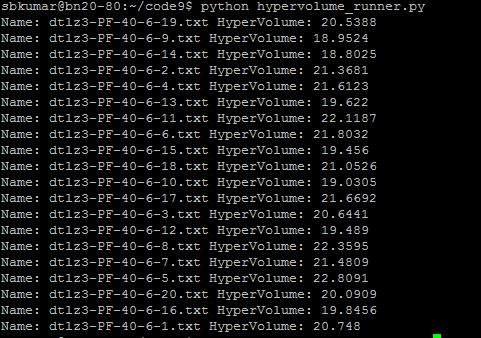 sbkumar@bn20-80:~/code9$ python hypervolume_runner.py
Name: dtlz3-PF-40-6-19.txt HyperVolume: 20.5388
Name: dtlz3-PF-40-6-9.txt HyperVolume: 18.9524
Name: dtlz3-PF-40-6-14.txt HyperVolume: 18.8025
Name: dtlz3-PF-40-6-2.txt HyperVolume: 21.3681
Name: dtlz3-PF-40-6-4.txt HyperVolume: 21.6123
Name: dtlz3-PF-40-6-13.txt HyperVolume: 19.622
Name: dtlz3-PF-40-6-11.txt HyperVolume: 22.1187
Name: dtlz3-PF-40-6-6.txt HyperVolume: 21.8032
Name: dtlz3-PF-40-6-15.txt HyperVolume: 19.456
Name: dtlz3-PF-40-6-18.txt HyperVolume: 21.0526
Name: dtlz3-PF-40-6-10.txt HyperVolume: 19.0305
Name: dtlz3-PF-40-6-17.txt HyperVolume: 21.6692
Name: dtlz3-PF-40-6-3.txt HyperVolume: 20.6441
Name: dtlz3-PF-40-6-12.txt HyperVolume: 19.489
Name: dtlz3-PF-40-6-8.txt HyperVolume: 22.3595
Name: dtlz3-PF-40-6-7.txt HyperVolume: 21.4809
Name: dtlz3-PF-40-6-5.txt HyperVolume: 22.8091
Name: dtlz3-PF-40-6-20.txt HyperVolume: 20.0909
Name: dtlz3-PF-40-6-16.txt HyperVolume: 19.8456
Name: dtlz3-PF-40-6-1.txt HyperVolume: 20.748